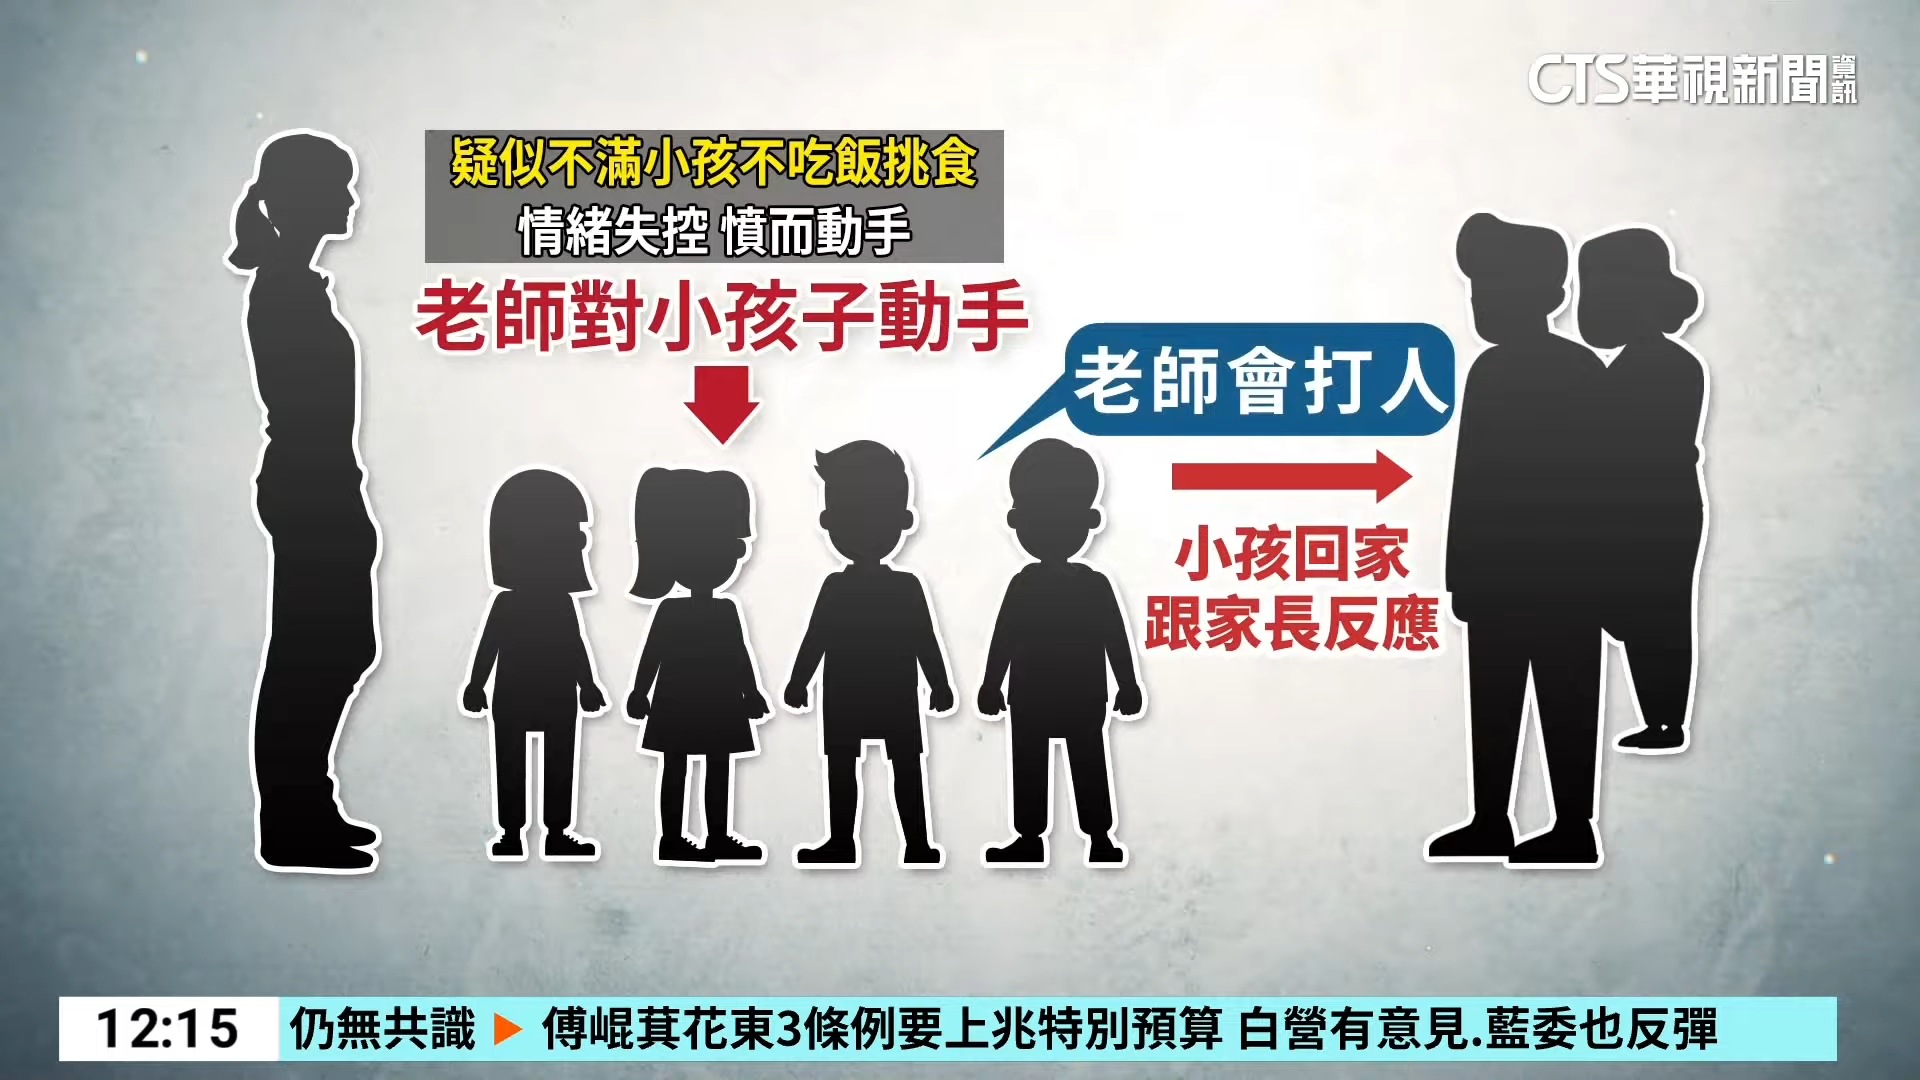 CTS華視新聞資訊
疑似不滿小孩不吃飯挑食
情緒失控 憤而動手
老師對小孩子動手
老師會打人
小孩回家
跟家長反應
12:15 仍無共識 ▶ 傅崐萁花東3條例要上兆特別預算 白營有意見.藍委也反彈